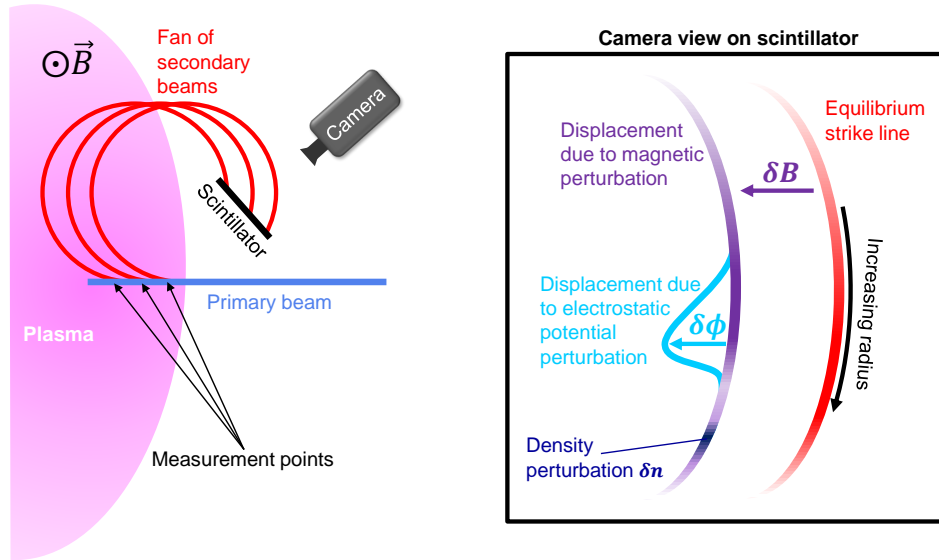 ⊙B⃗
Fan of
secondary
beams
Camera
Scintillator
Primary beam
Plasma
Measurement points
Camera view on scintillator
Displacement
due to magnetic
perturbation
Equilibrium
strike line
δB
Increasing radius
Displacement due
to electrostatic
potential
perturbation
δϕ
Density
perturbation δn